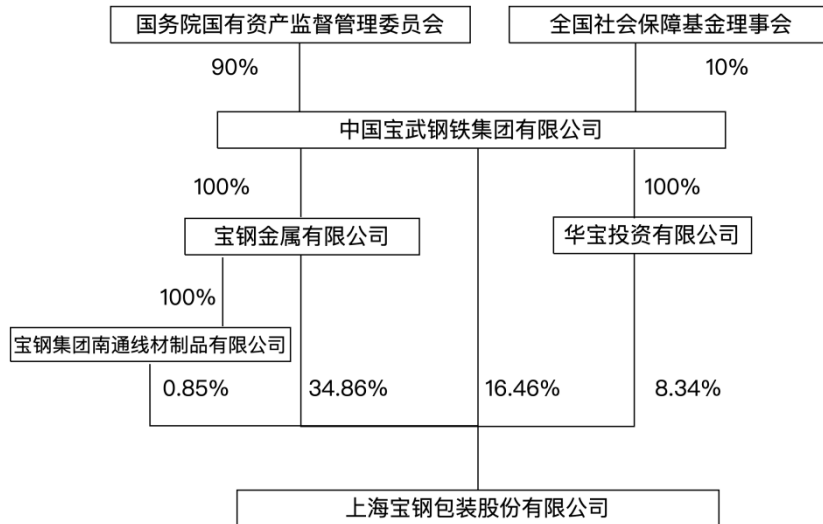 国务院国有资产监督管理委员会
全国社会保障基金理事会
90%
10%
中国宝武钢铁集团有限公司
100%
100%
宝钢金属有限公司
华宝投资有限公司
100%
宝钢集团南通线材制品有限公司
0.85%
34.86%
16.46%
8.34%
上海宝钢包装股份有限公司